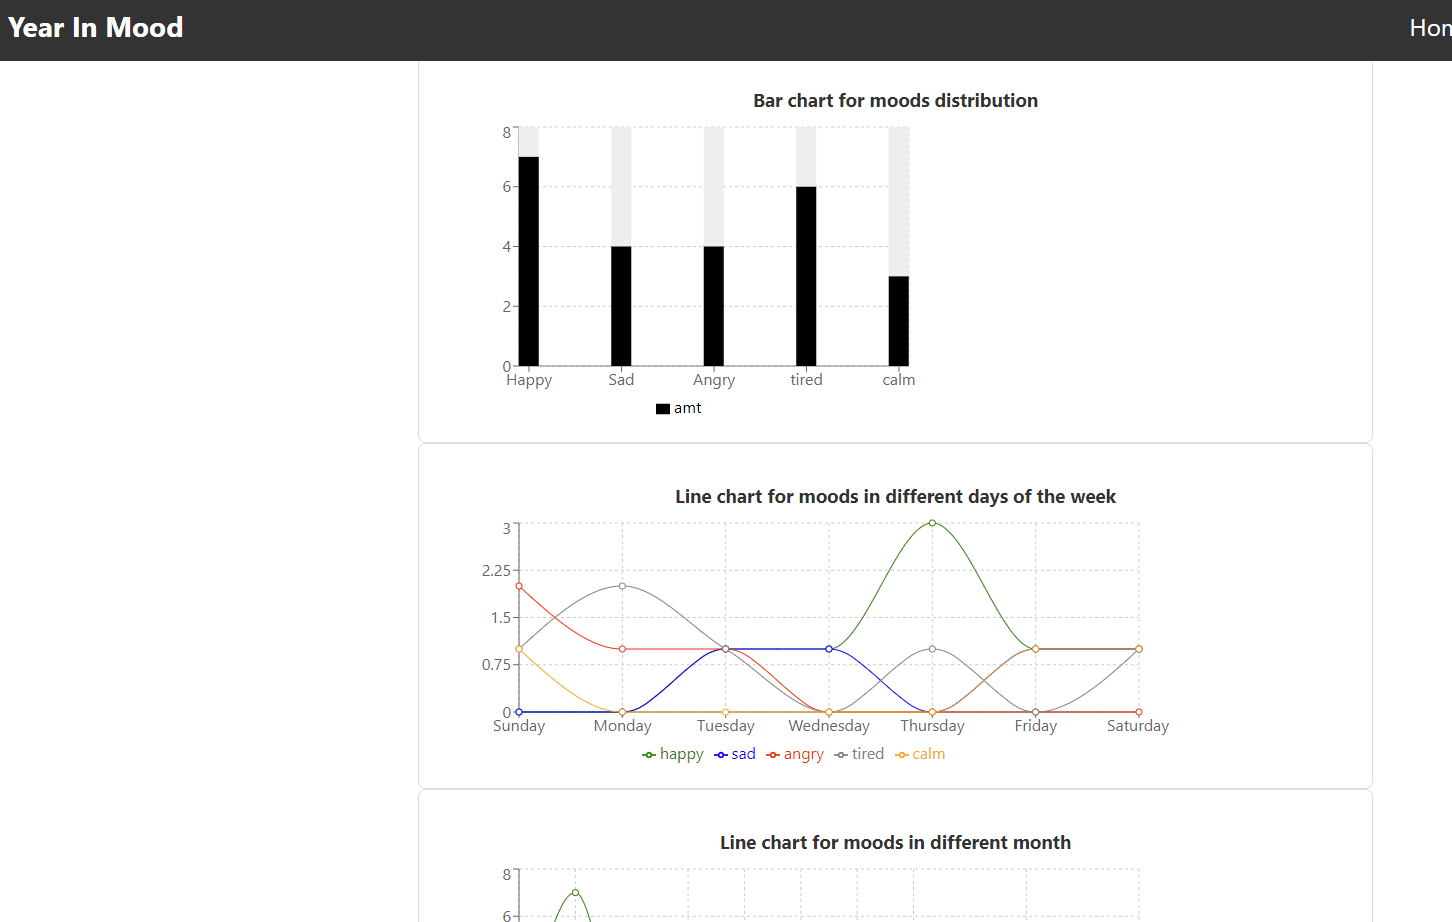 Year In Mood
Hom
Bar chart for moods distribution
8
6
4
2
0
Happy Sad Angry tired calm
amt
Line chart for moods in different days of the week
3
2.25
1.5
0.75
0
Sunday Monday Tuesday Wednesday Thursday Friday Saturday
happy sad angry tired calm
Line chart for moods in different month
8
6